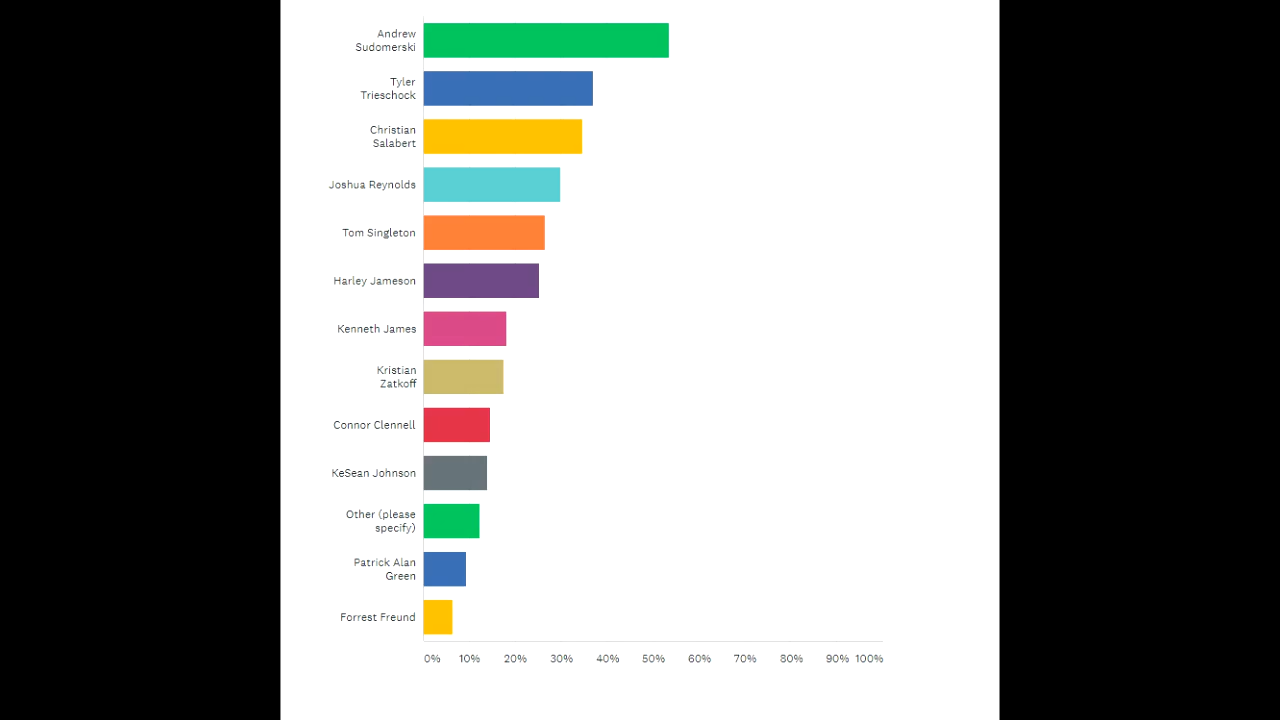 Andrew
Sudomerski
Tyler
Trieschock
Christian
Salabert
Joshua Reynolds
Tom Singleton
Harley Jameson
Kenneth James
Kristian
Zatkoff
Connor Clennell
KeSean Johnson
Other (please
specify)
Patrick Alan
Green
Forrest Freund
0% 10% 20% 30% 40% 50% 60% 70% 80% 90% 100%